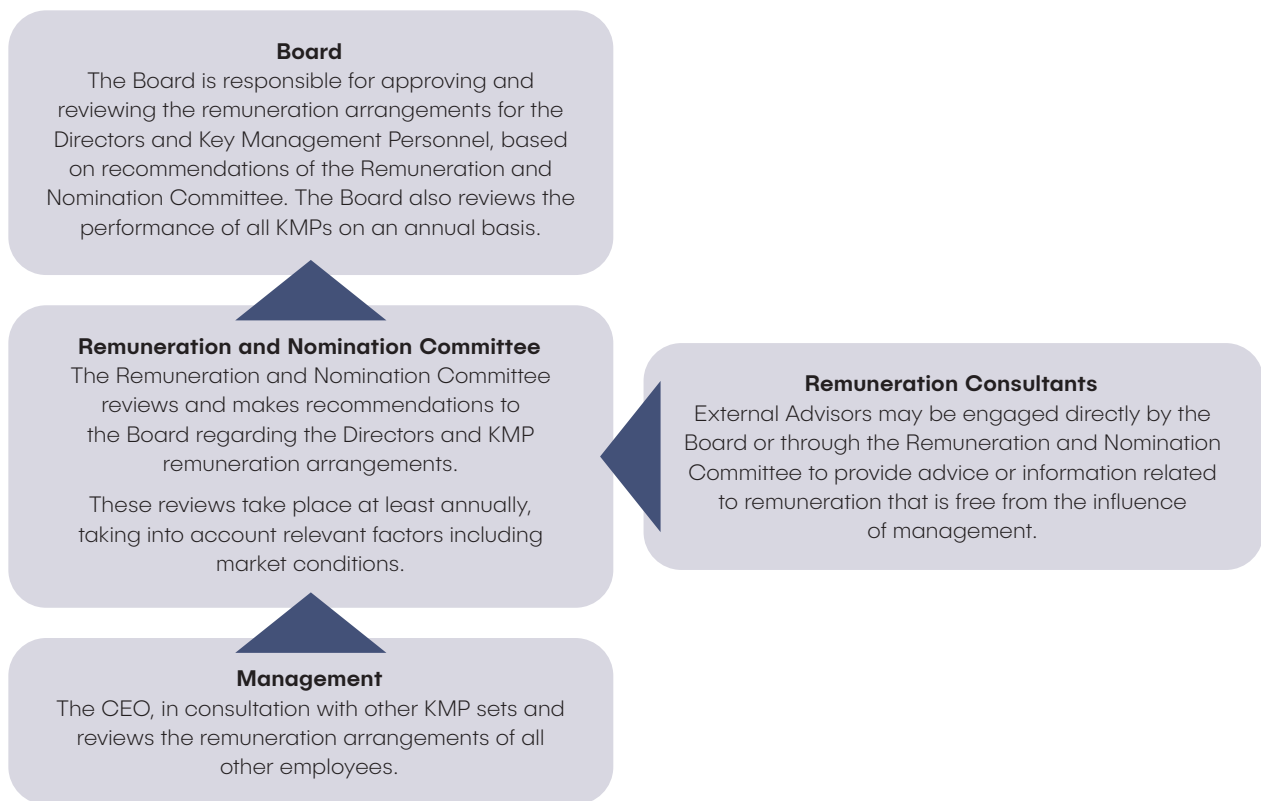 Board
The Board is responsible for approving and
reviewing the remuneration arrangements for the
Directors and Key Management Personnel, based
on recommendations of the Remuneration and
Nomination Committee. The Board also reviews the
performance of all KMPs on an annual basis.
Remuneration and Nomination Committee
The Remuneration and Nomination Committee
reviews and makes recommendations to
the Board regarding the Directors and KMP
remuneration arrangements.
These reviews take place at least annually,
taking into account relevant factors including
market conditions.
Remuneration Consultants
External Advisors may be engaged directly by the
Board or through the Remuneration and Nomination
Committee to provide advice or information related
to remuneration that is free from the influence
of management.
Management
The CEO, in consultation with other KMP sets and
reviews the remuneration arrangements of all
other employees.